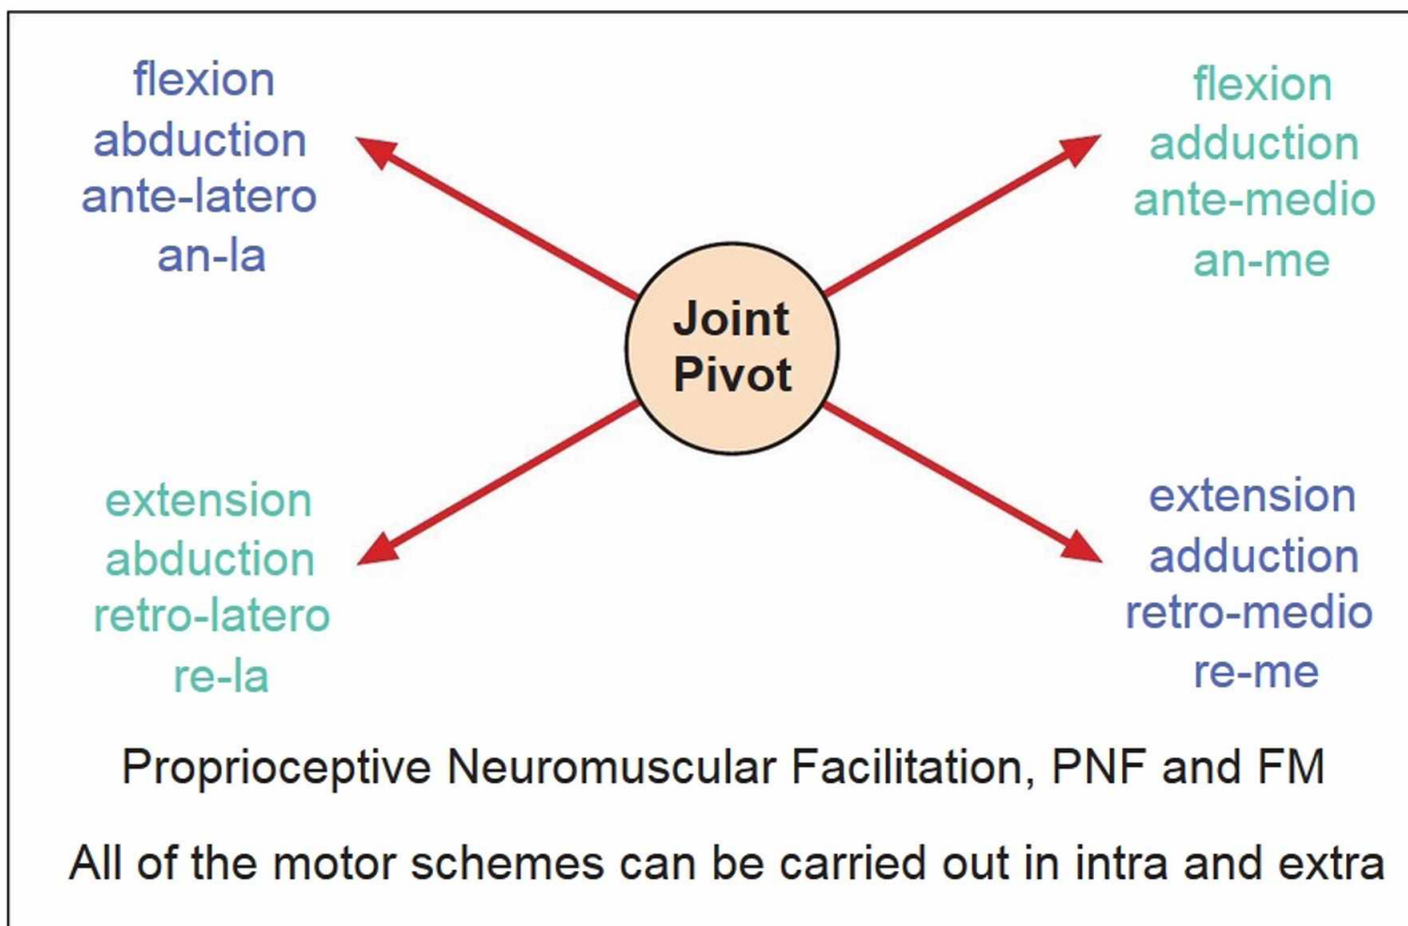 flexion
abduction
ante-latero
an-la
flexion
adduction
ante-medio
an-me
Joint
Pivot
extension
abduction
retro-latero
re-la
extension
adduction
retro-medio
re-me
Proprioceptive Neuromuscular Facilitation, PNF and FM
All of the motor schemes can be carried out in intra and extra